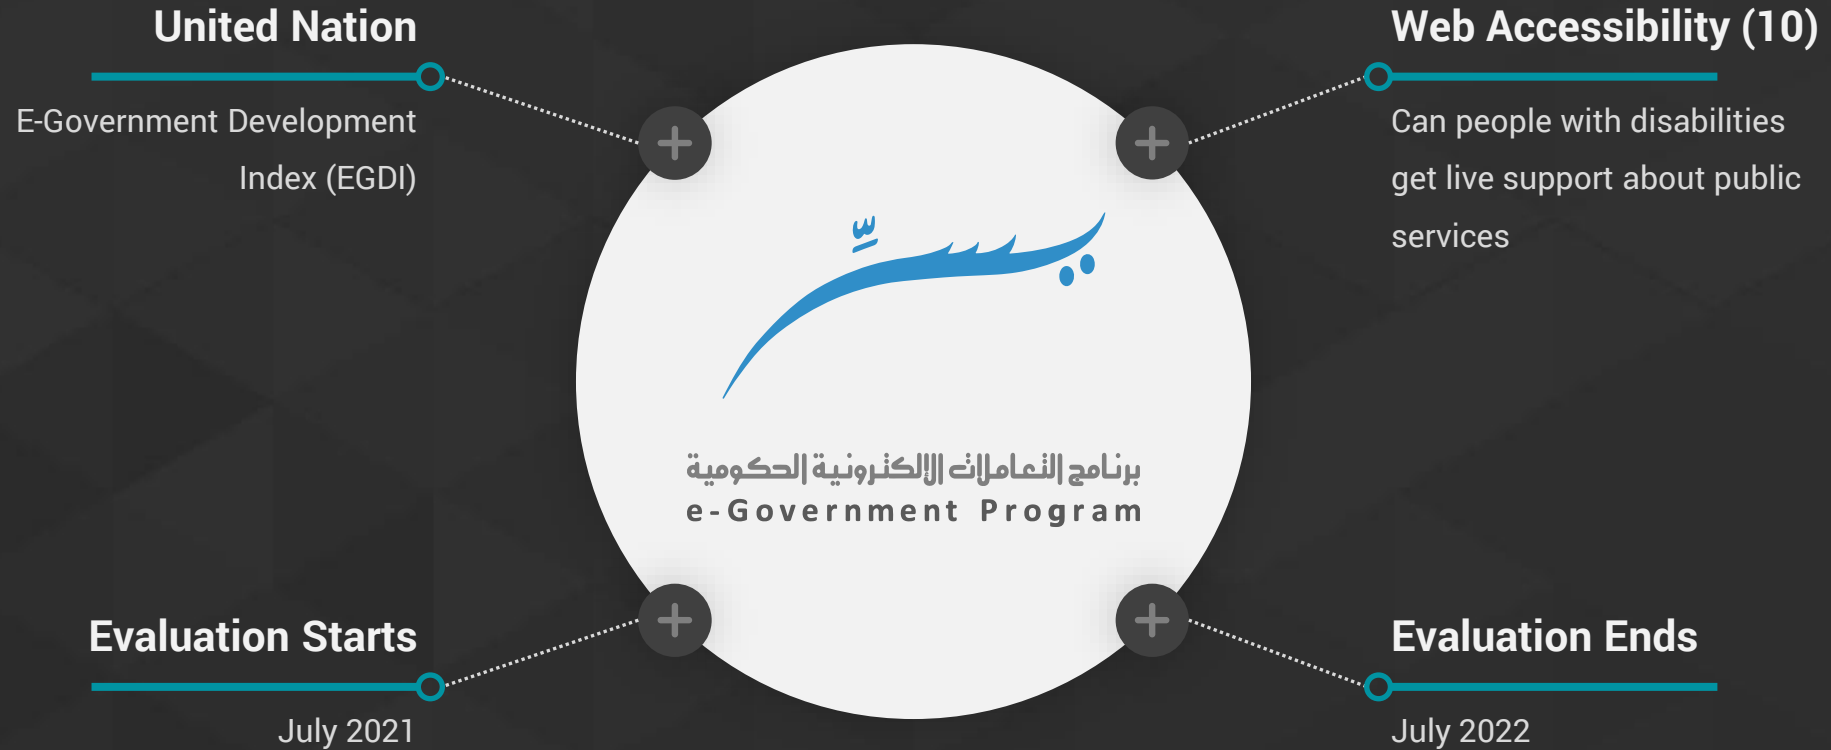 United Nation
E-Government Development
Index (EGDI)
Web Accessibility (10)
Can people with disabilities
get live support about public
services
يسّر
برنامج التعاملات الإلكترونية الحكومية
e-Government Program
Evaluation Starts
July 2021
Evaluation Ends
July 2022